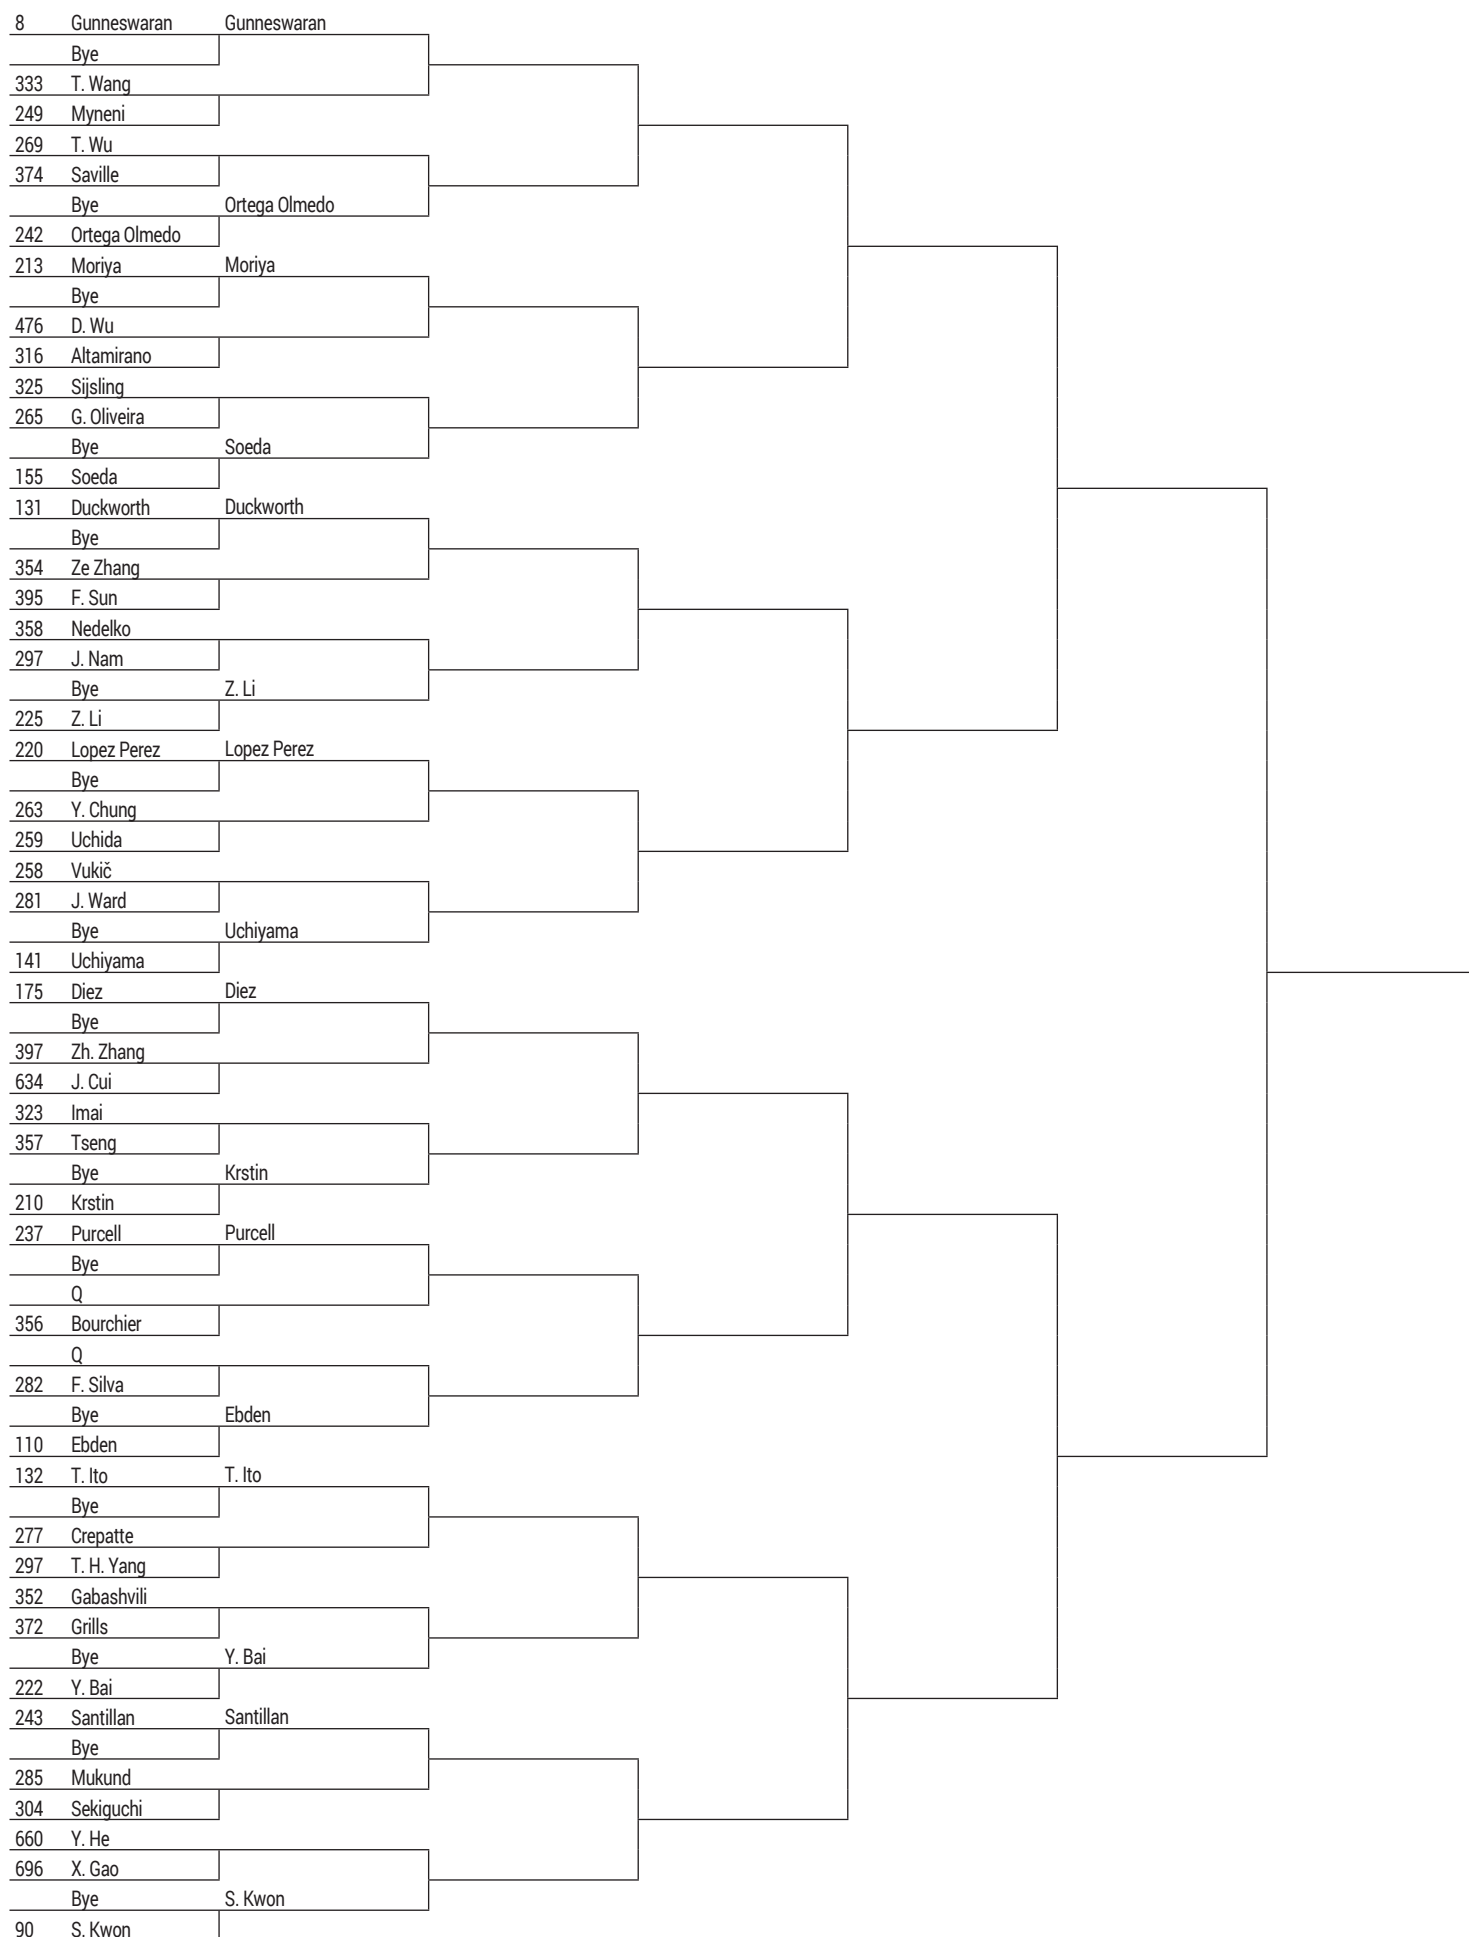 8 Gunneswaran Gunneswaran
Bye
333 T. Wang
249 Myneni
269 T. Wu
374 Saville
Bye Ortega Olmedo
242 Ortega Olmedo
213 Moriya Moriya
Bye
476 D. Wu
316 Altamirano
325 Sijsling
265 G. Oliveira
Bye Soeda
155 Soeda
131 Duckworth Duckworth
Bye
354 Ze Zhang
395 F. Sun
358 Nedelko
297 J. Nam
Bye Z. Li
225 Z. Li
220 Lopez Perez Lopez Perez
Bye
263 Y. Chung
259 Uchida
258 Vukič
281 J. Ward
Bye Uchiyama
141 Uchiyama
175 Diez Diez
Bye
397 Zh. Zhang
634 J. Cui
323 Imai
357 Tseng
Bye Krstin
210 Krstin
237 Purcell Purcell
Bye
Q
356 Bourchier
Q
282 F. Silva
Bye Ebden
110 Ebden
132 T. Ito T. Ito
Bye
277 Crepatte
297 T. H. Yang
352 Gabashvili
372 Grills
Bye Y. Bai
222 Y. Bai
243 Santillan Santillan
Bye
285 Mukund
304 Sekiguchi
660 Y. He
696 X. Gao
Bye S. Kwon
90 S. Kwon